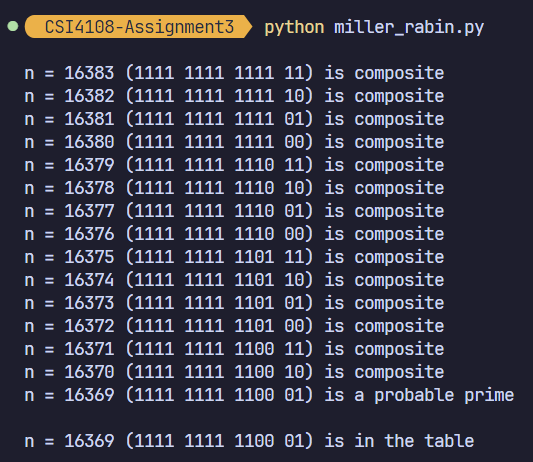 CSI4108-Assignment3 python miller_rabin.py
n = 16383 (1111 1111 1111 11) is composite
n = 16382 (1111 1111 1111 10) is composite
n = 16381 (1111 1111 1111 01) is composite
n = 16380 (1111 1111 1111 00) is composite
n = 16379 (1111 1111 1110 11) is composite
n = 16378 (1111 1111 1110 10) is composite
n = 16377 (1111 1111 1110 01) is composite
n = 16376 (1111 1111 1110 00) is composite
n = 16375 (1111 1111 1101 11) is composite
n = 16374 (1111 1111 1101 10) is composite
n = 16373 (1111 1111 1101 01) is composite
n = 16372 (1111 1111 1101 00) is composite
n = 16371 (1111 1111 1100 11) is composite
n = 16370 (1111 1111 1100 10) is composite
n = 16369 (1111 1111 1100 01) is a probable prime
n = 16369 (1111 1111 1100 01) is in the table